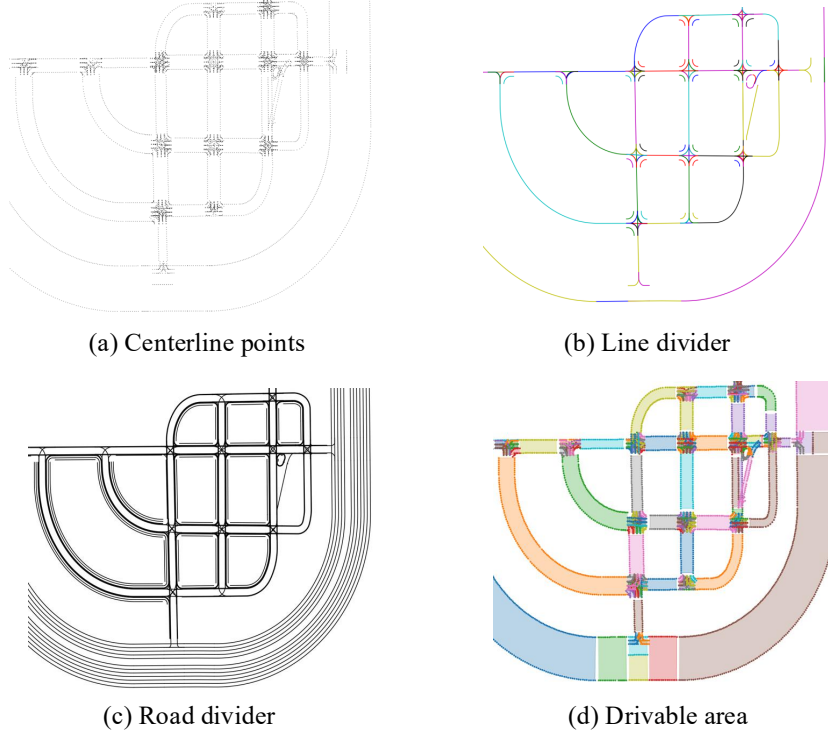 (a) Centerline points
(b) Line divider
(c) Road divider
(d) Drivable area